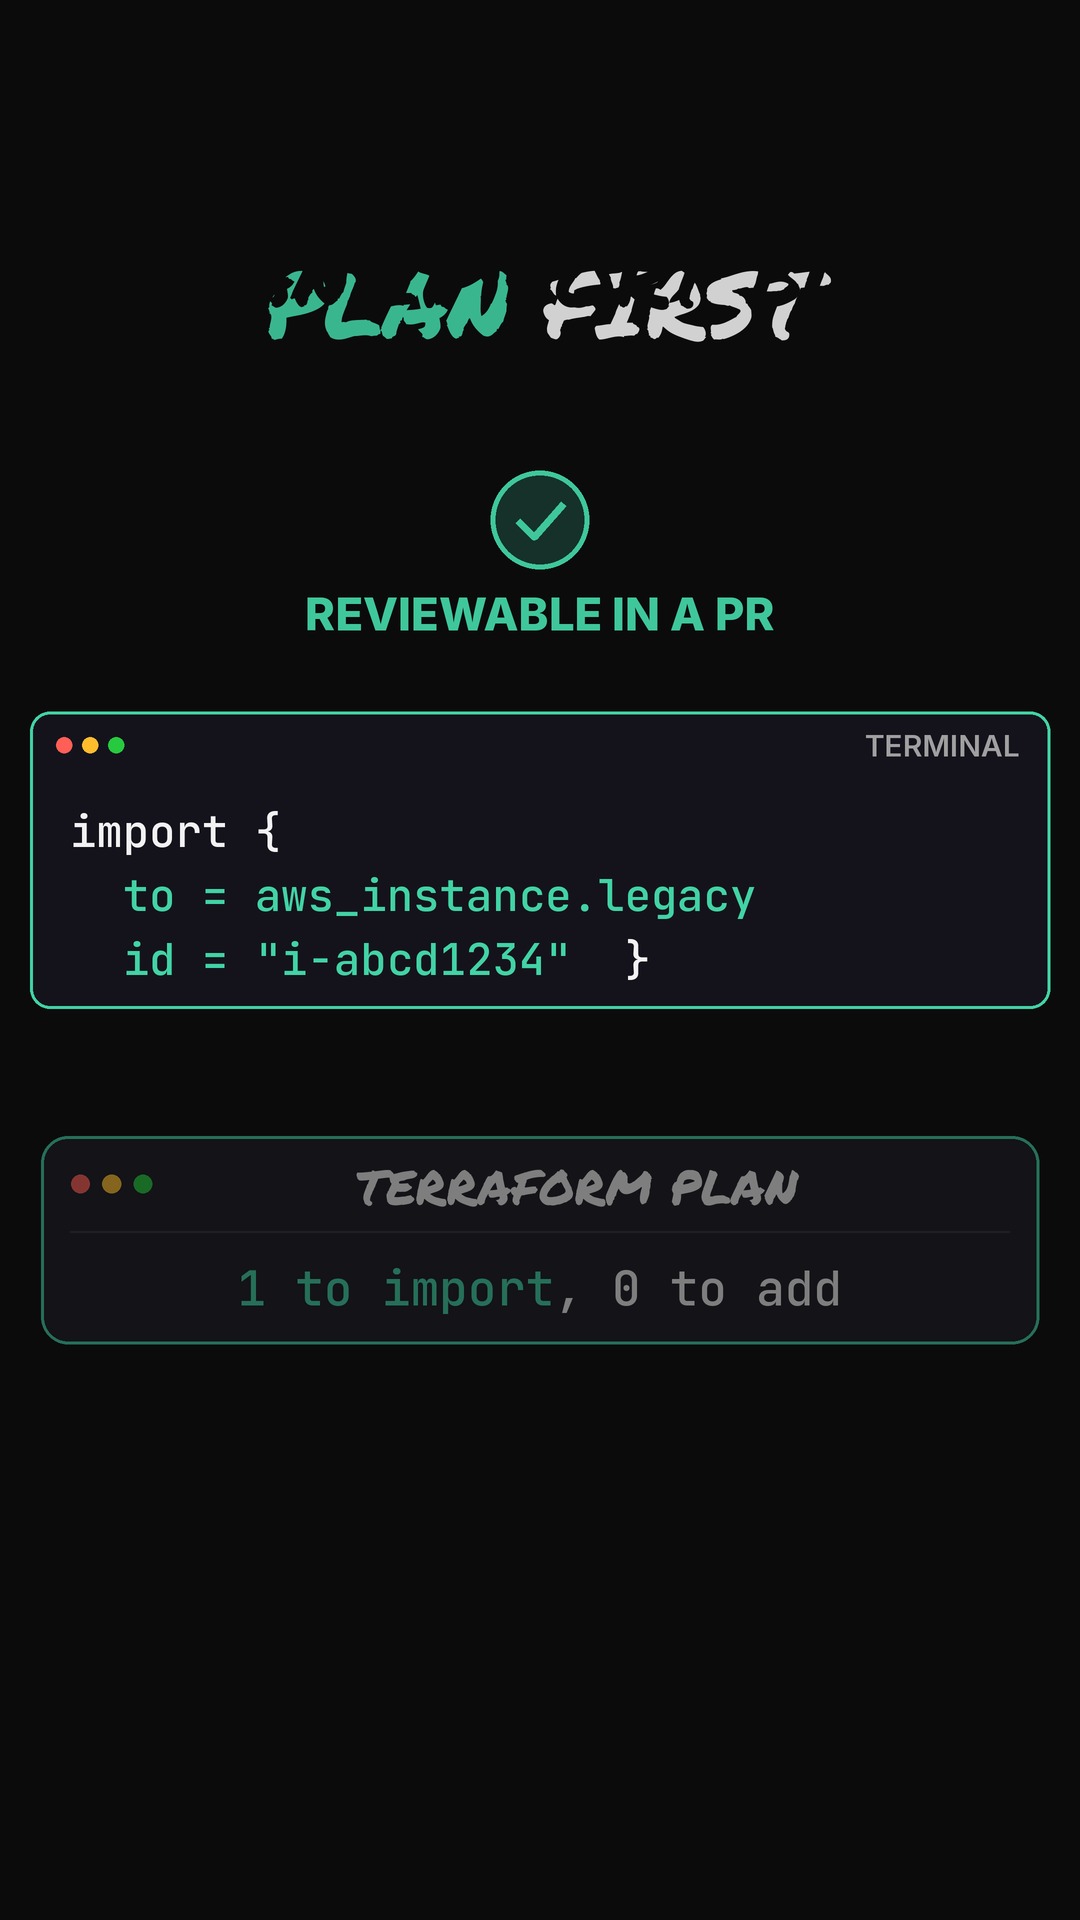 PLAN FIRST
REVIEWABLE IN A PR
TERMINAL
import {
  to = aws_instance.legacy
  id = "i-abcd1234"  }
TERRAFORM PLAN
1 to import, 0 to add